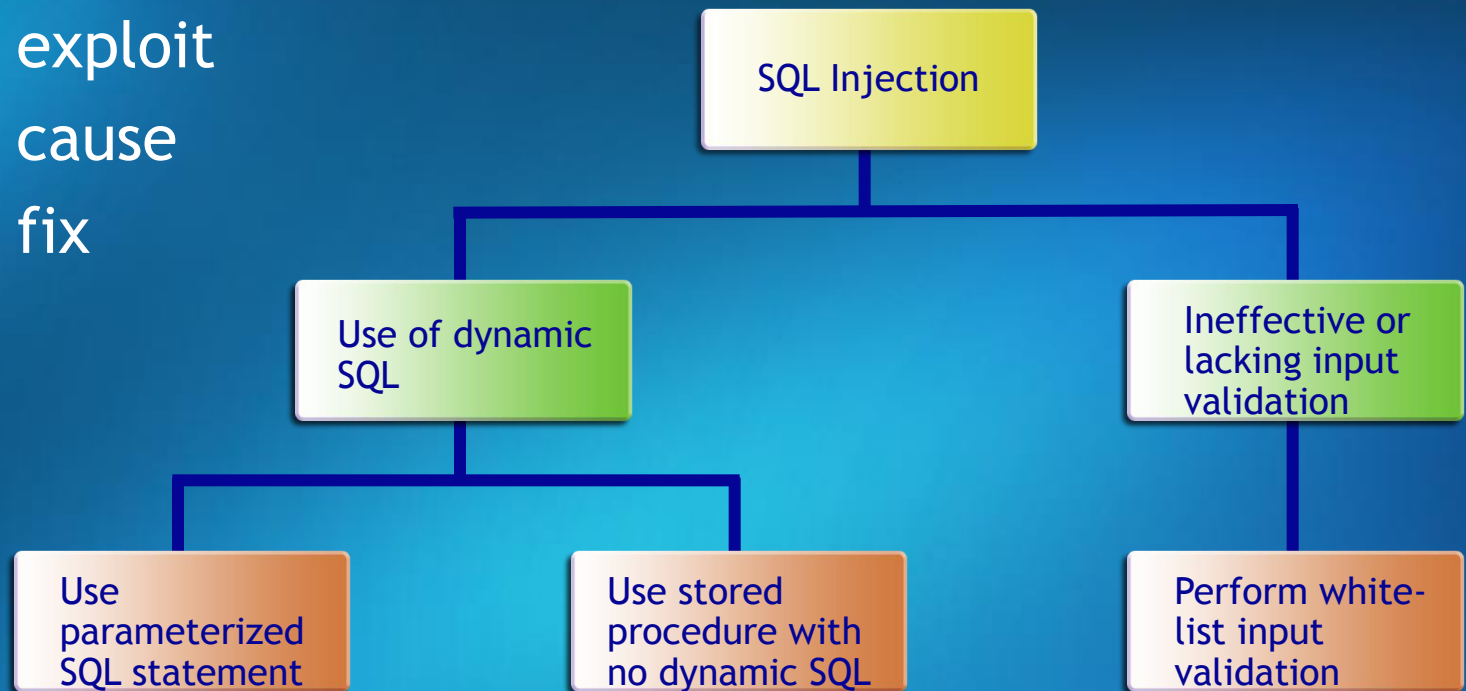 exploit
cause
fix
SQL Injection
Use of dynamic
SQL
Ineffective or
lacking input
validation
Use
parameterized
SQL statement
Use stored
procedure with
no dynamic SQL
Perform white-
list input
validation